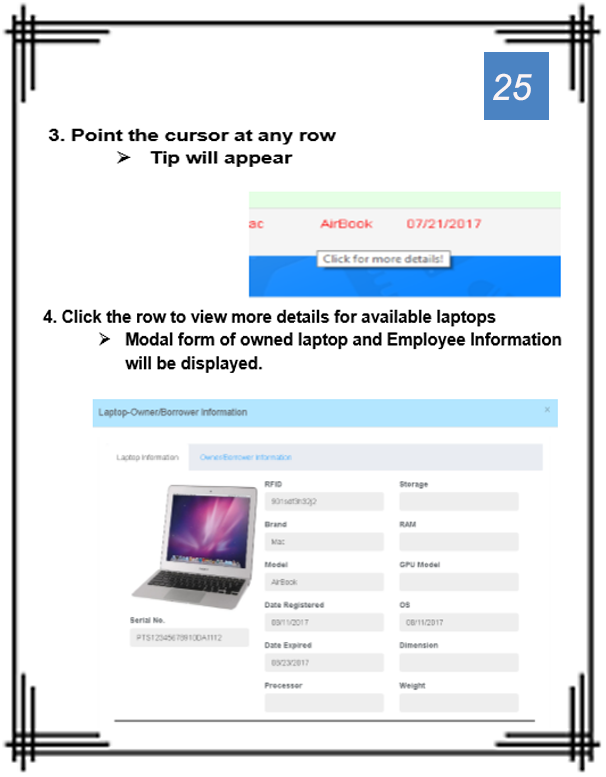 25
3. Point the cursor at any row
➢ Tip will appear
ac AirBook 07/21/2017
Click for more details!
4. Click the row to view more details for available laptops
➢ Modal form of owned laptop and Employee Information
will be displayed.
Laptop-Owner/Borrower Information ×
Laptop Information Owner/Borrower Information
RFID Storage
Brand RAM
Mac
Model GPU Model
AirBook
Date Registered OS
08/11/2017 08/11/2017
Serial No.
PTS12345678910DA1112
Date Expired Dimension
Processor Weight